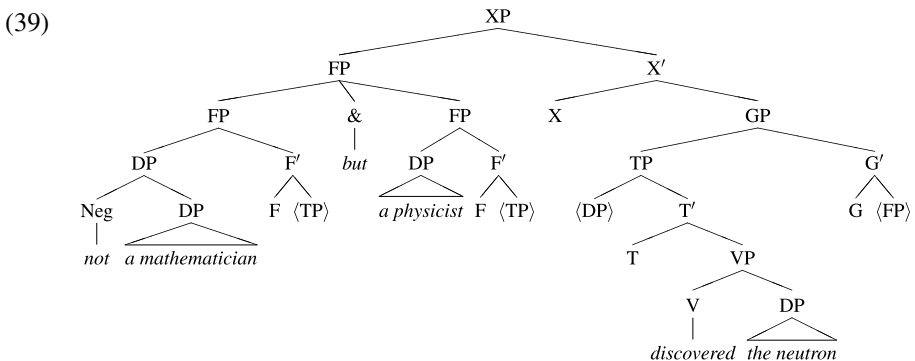 (39)
XP
FP X′
FP & FP X GP
DP F′ but DP F′ TP G′
Neg DP F ⟨TP⟩ a physicist F ⟨TP⟩ ⟨DP⟩ T′ G ⟨FP⟩
not a mathematician T VP
V DP
discovered the neutron